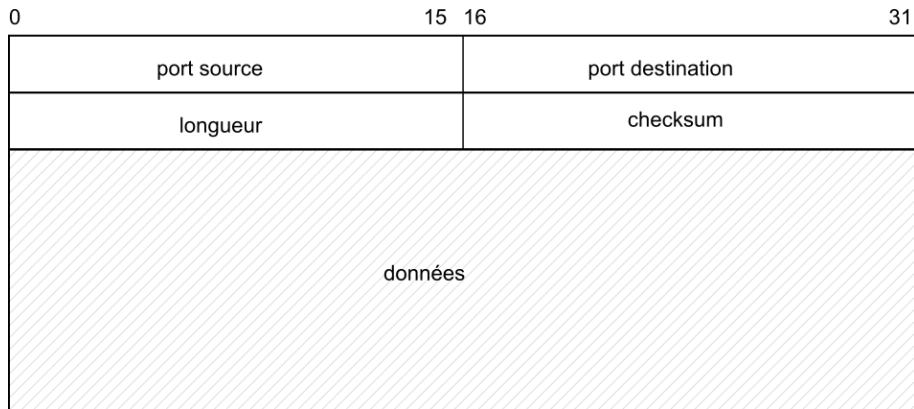 0 15 16 31
port source port destination
longueur checksum
données